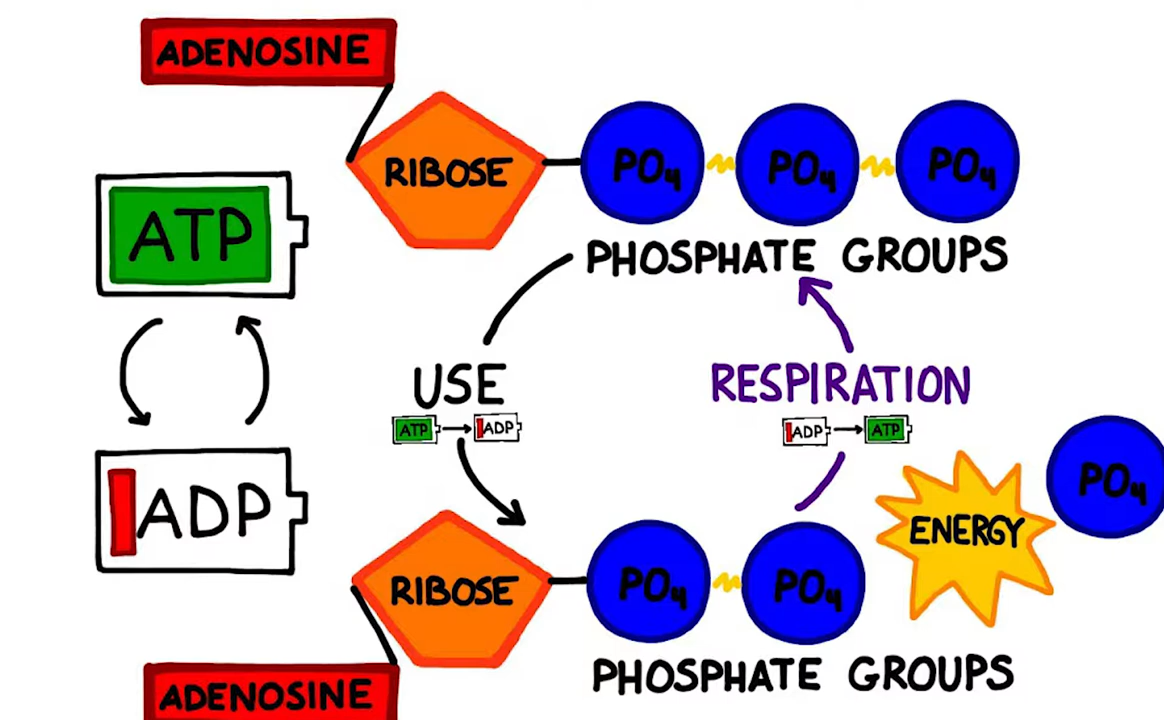 ADENOSINE
RIBOSE
PO₄
PO₄
PO₄
PHOSPHATE GROUPS
ATP
USE
RESPIRATION
ATP
ADP
ADP
ATP
ADP
RIBOSE
PO₄
PO₄
ENERGY
PO₄
PHOSPHATE GROUPS
ADENOSINE